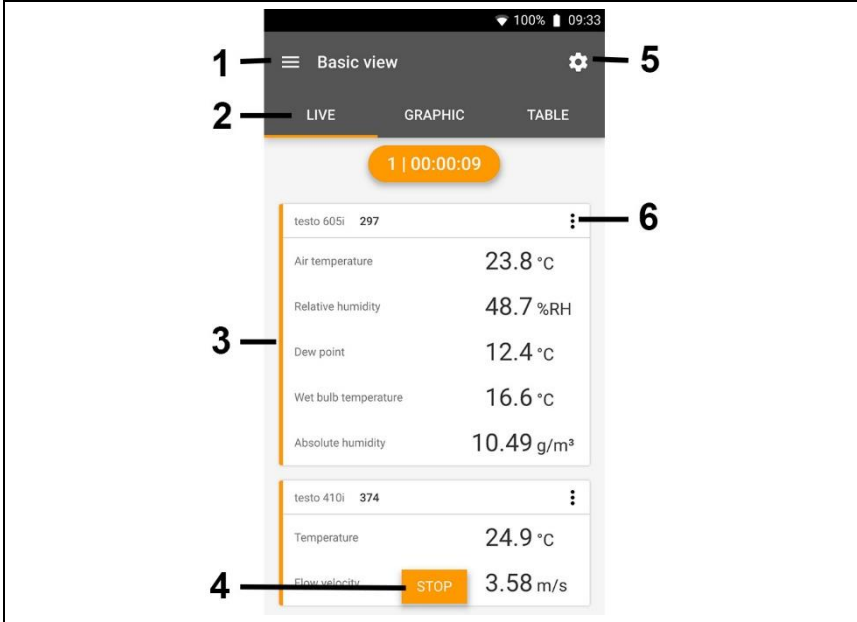 100% 09:33
1 Basic view 5
2 LIVE GRAPHIC TABLE
1 | 00:00:09
testo 605i 297 6
Air temperature 23.8 °C
Relative humidity 48.7 %RH
3
Dew point 12.4 °C
Wet bulb temperature 16.6 °C
Absolute humidity 10.49 g/m³
testo 410i 374
Temperature 24.9 °C
4 Flow velocity STOP 3.58 m/s